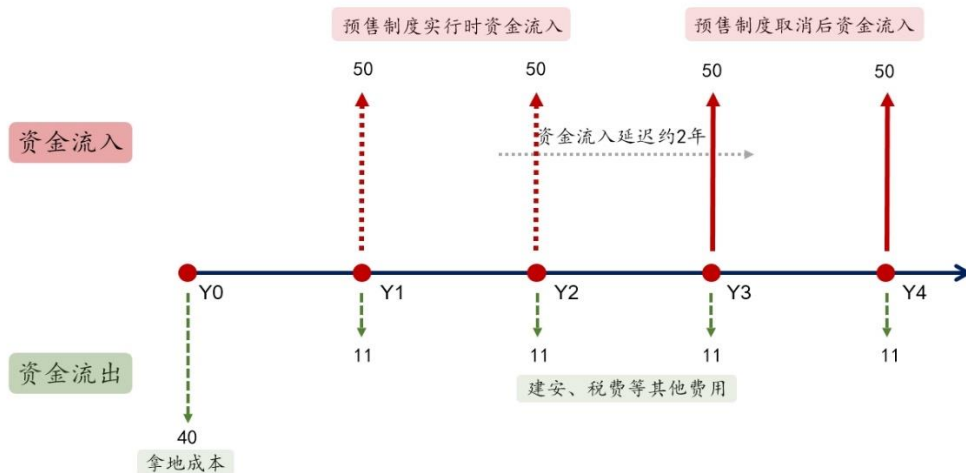 预售制度实行时资金流入
预售制度取消后资金流入
50
50
50
50
资金流入
资金流入延迟约2年
Y0
Y1
Y2
Y3
Y4
11
11
11
11
资金流出
建安、税费等其他费用
40
拿地成本